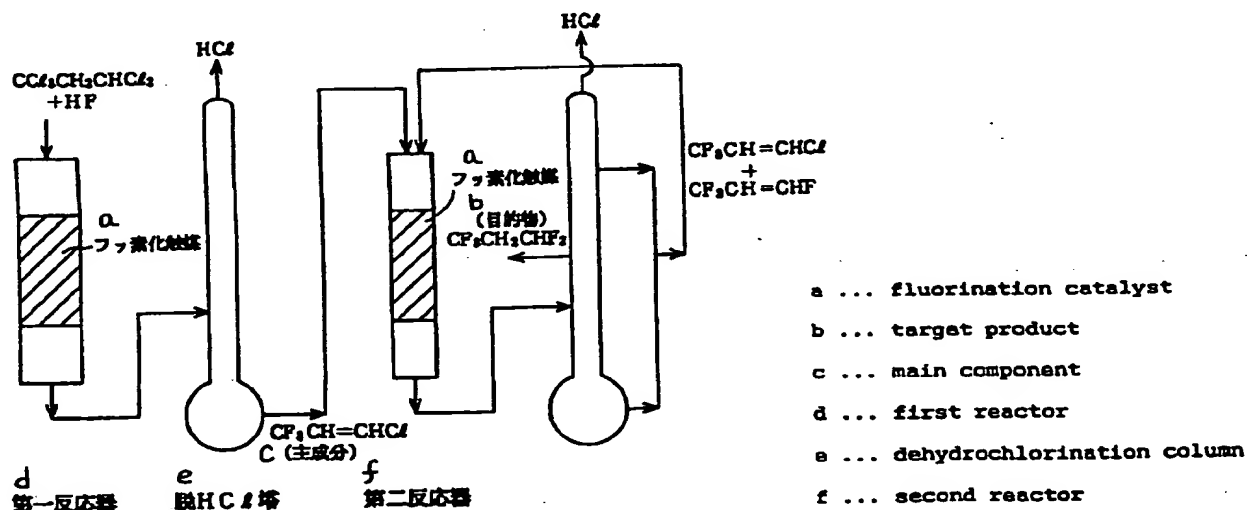 HCℓ
HCℓ
CCℓ₃CH₂CHCℓ₂
+HF
a
フッ素化触媒
a
フッ素化触媒
b
(目的物)
CF₃CH₂CHF₂
CF₃CH=CHCℓ
+
CF₃CH=CHF
CF₃CH=CHCℓ
C (主成分)
d
第一反応器
e
脱HCℓ塔
f
第二反応器
a ... fluorination catalyst
b ... target product
c ... main component
d ... first reactor
e ... dehydrochlorination column
f ... second reactor